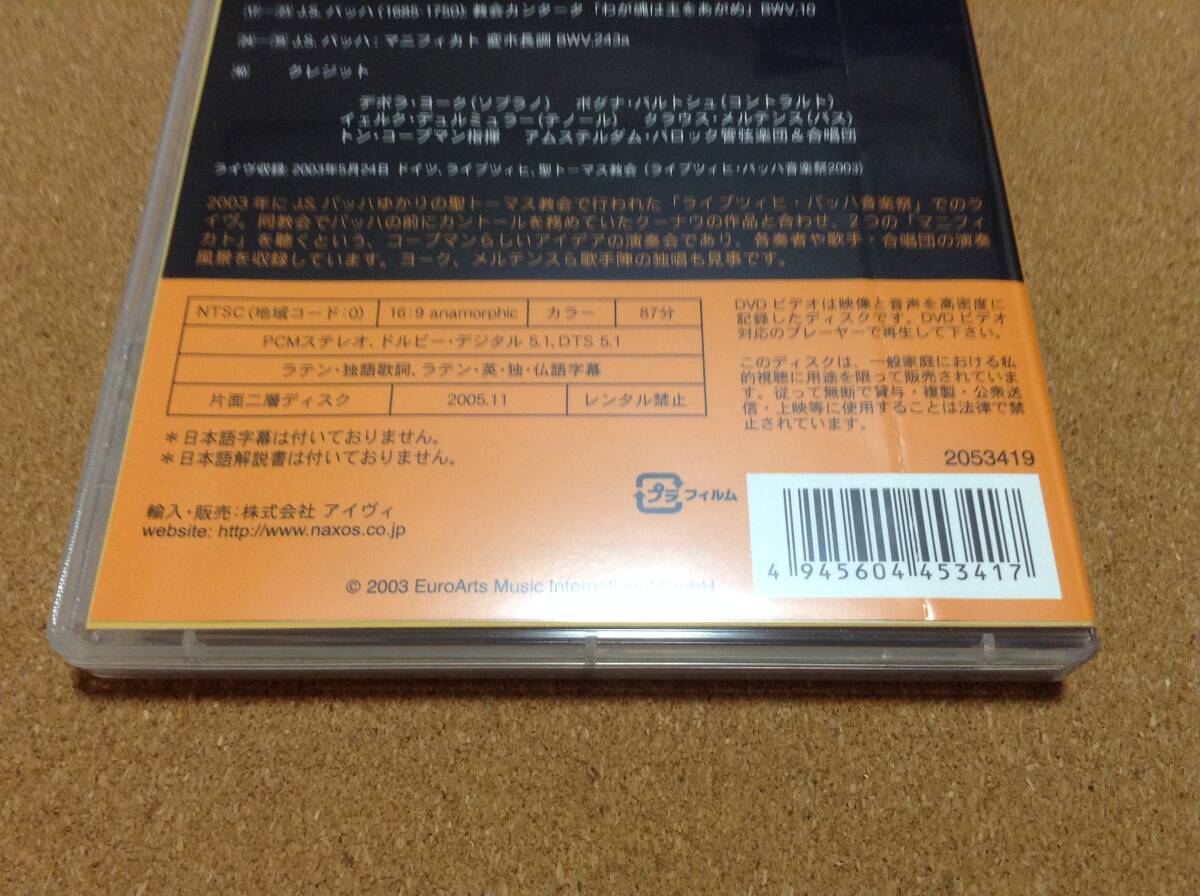 J.S. バッハ(1685-1750): 教会カンタータ「わが魂は主をあがめ」BWV.10
J.S. バッハ: マニフィカト 変ホ長調 BWV.243a
クレジット
デボラ・ヨーク(ソプラノ) ボグナ・バルトシュ(コントラルト)
イェルク・デュルミュラー(テノール) クラウス・メルテンス(バス)
トン・コープマン指揮 アムステルダム・バロック管弦楽団&合唱団
ライヴ収録: 2003年5月24日 ドイツ、ライプツィヒ、聖トーマス教会 (ライプツィヒ・バッハ音楽祭2003)
2003年にJ.S. バッハゆかりの聖トーマス教会で行われた「ライプツィヒ・バッハ音楽祭」でのラ
イヴ。同教会でバッハの前にカントールを務めていたクーナウの作品と合わせ、2つの「マニフィ
カト」を聴くという、コープマンらしいアイデアの演奏会であり、各奏者や歌手・合唱団の演奏
風景を収録しています。ヨーク、メルテンスら歌手陣の独唱も見事です。
NTSC(地域コード:0) 16:9 anamorphic カラー 87分
PCMステレオ、ドルビー・デジタル 5.1、DTS 5.1
ラテン・独語歌詞、ラテン・英・独・仏語字幕
片面二層ディスク 2005.11 レンタル禁止
*日本語字幕は付いておりません。
*日本語解説書は付いておりません。
DVDビデオは映像と音声を高密度に
記録したディスクです。DVDビデオ
対応のプレーヤーで再生して下さい。
このディスクは、一般家庭における私
的視聴に用途を限って販売されていま
す。従って無断で貸与・複製・公衆送
信・上映等に使用することは法律で禁
止されています。
2053419
プラ フィルム
輸入・販売:株式会社 アイヴィ
website: http://www.naxos.co.jp
4 945604 453417
© 2003 EuroArts Music International GmbH